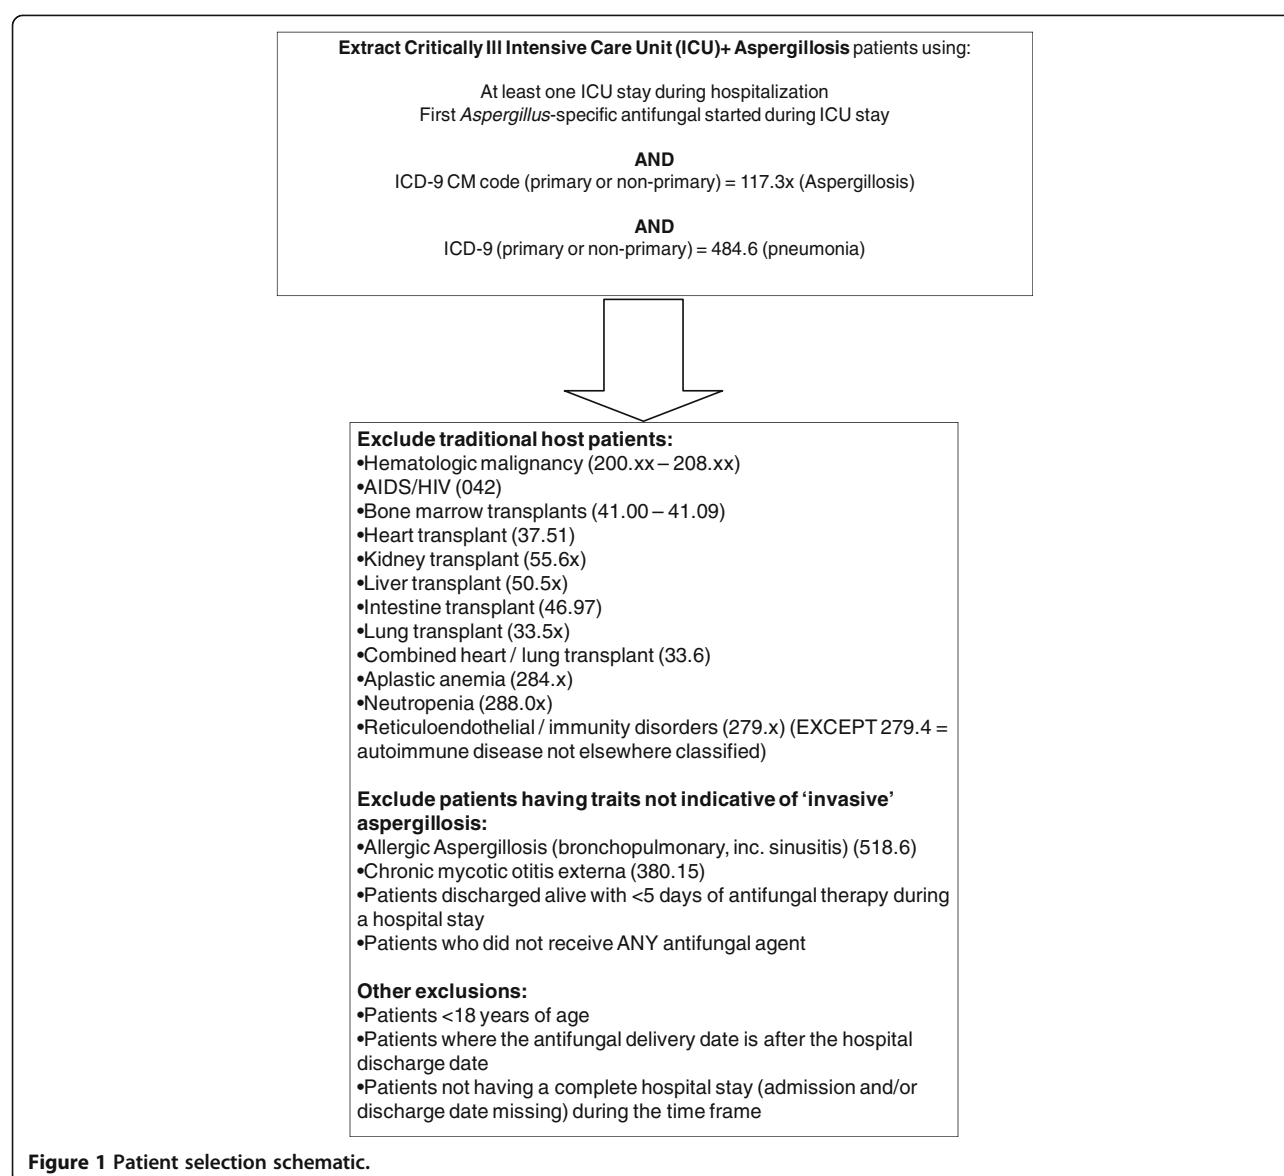 Extract Critically Ill Intensive Care Unit (ICU)+ Aspergillosis patients using:
At least one ICU stay during hospitalization
First Aspergillus-specific antifungal started during ICU stay
AND
ICD-9 CM code (primary or non-primary) = 117.3x (Aspergillosis)
AND
ICD-9 (primary or non-primary) = 484.6 (pneumonia)
Exclude traditional host patients:
•Hematologic malignancy (200.xx – 208.xx)
•AIDS/HIV (042)
•Bone marrow transplants (41.00 – 41.09)
•Heart transplant (37.51)
•Kidney transplant (55.6x)
•Liver transplant (50.5x)
•Intestine transplant (46.97)
•Lung transplant (33.5x)
•Combined heart / lung transplant (33.6)
•Aplastic anemia (284.x)
•Neutropenia (288.0x)
•Reticuloendothelial / immunity disorders (279.x) (EXCEPT 279.4 =
autoimmune disease not elsewhere classified)
Exclude patients having traits not indicative of ‘invasive’
aspergillosis:
•Allergic Aspergillosis (bronchopulmonary, inc. sinusitis) (518.6)
•Chronic mycotic otitis externa (380.15)
•Patients discharged alive with <5 days of antifungal therapy during
a hospital stay
•Patients who did not receive ANY antifungal agent
Other exclusions:
•Patients <18 years of age
•Patients where the antifungal delivery date is after the hospital
discharge date
•Patients not having a complete hospital stay (admission and/or
discharge date missing) during the time frame
Figure 1 Patient selection schematic.